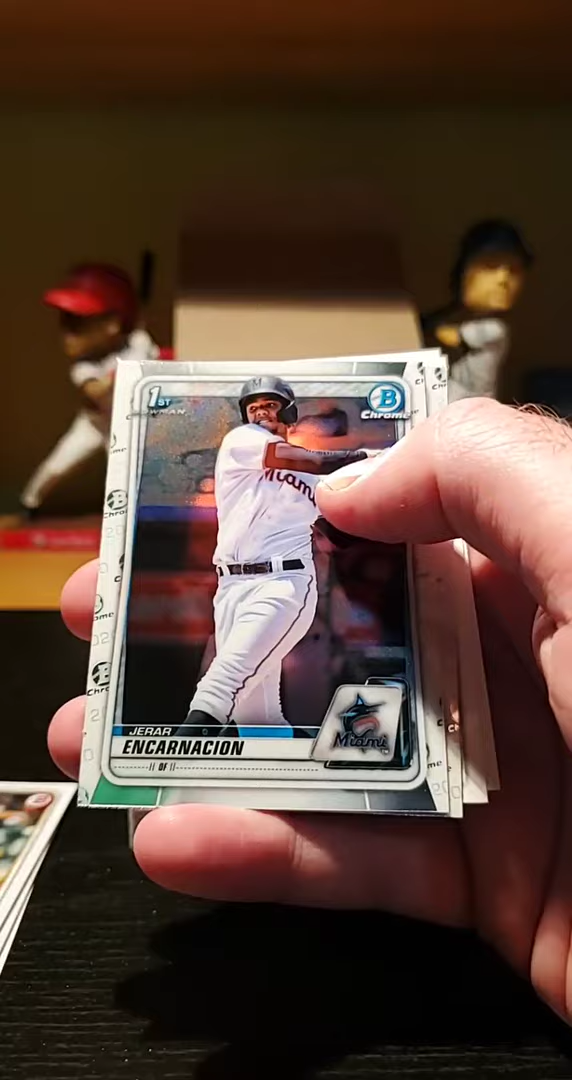 1ST
BOWMAN
B
Chrome
Miami
JERAR
ENCARNACION
OF
Miami